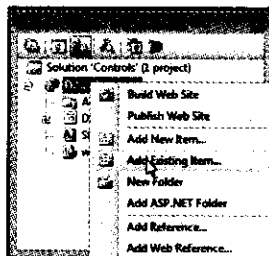 Solution 'Controls' (1 project)
Build Web Site
Publish Web Site
Add New Item...
Add Existing Item...
New Folder
Add ASP.NET Folder
Add Reference...
Add Web Reference...